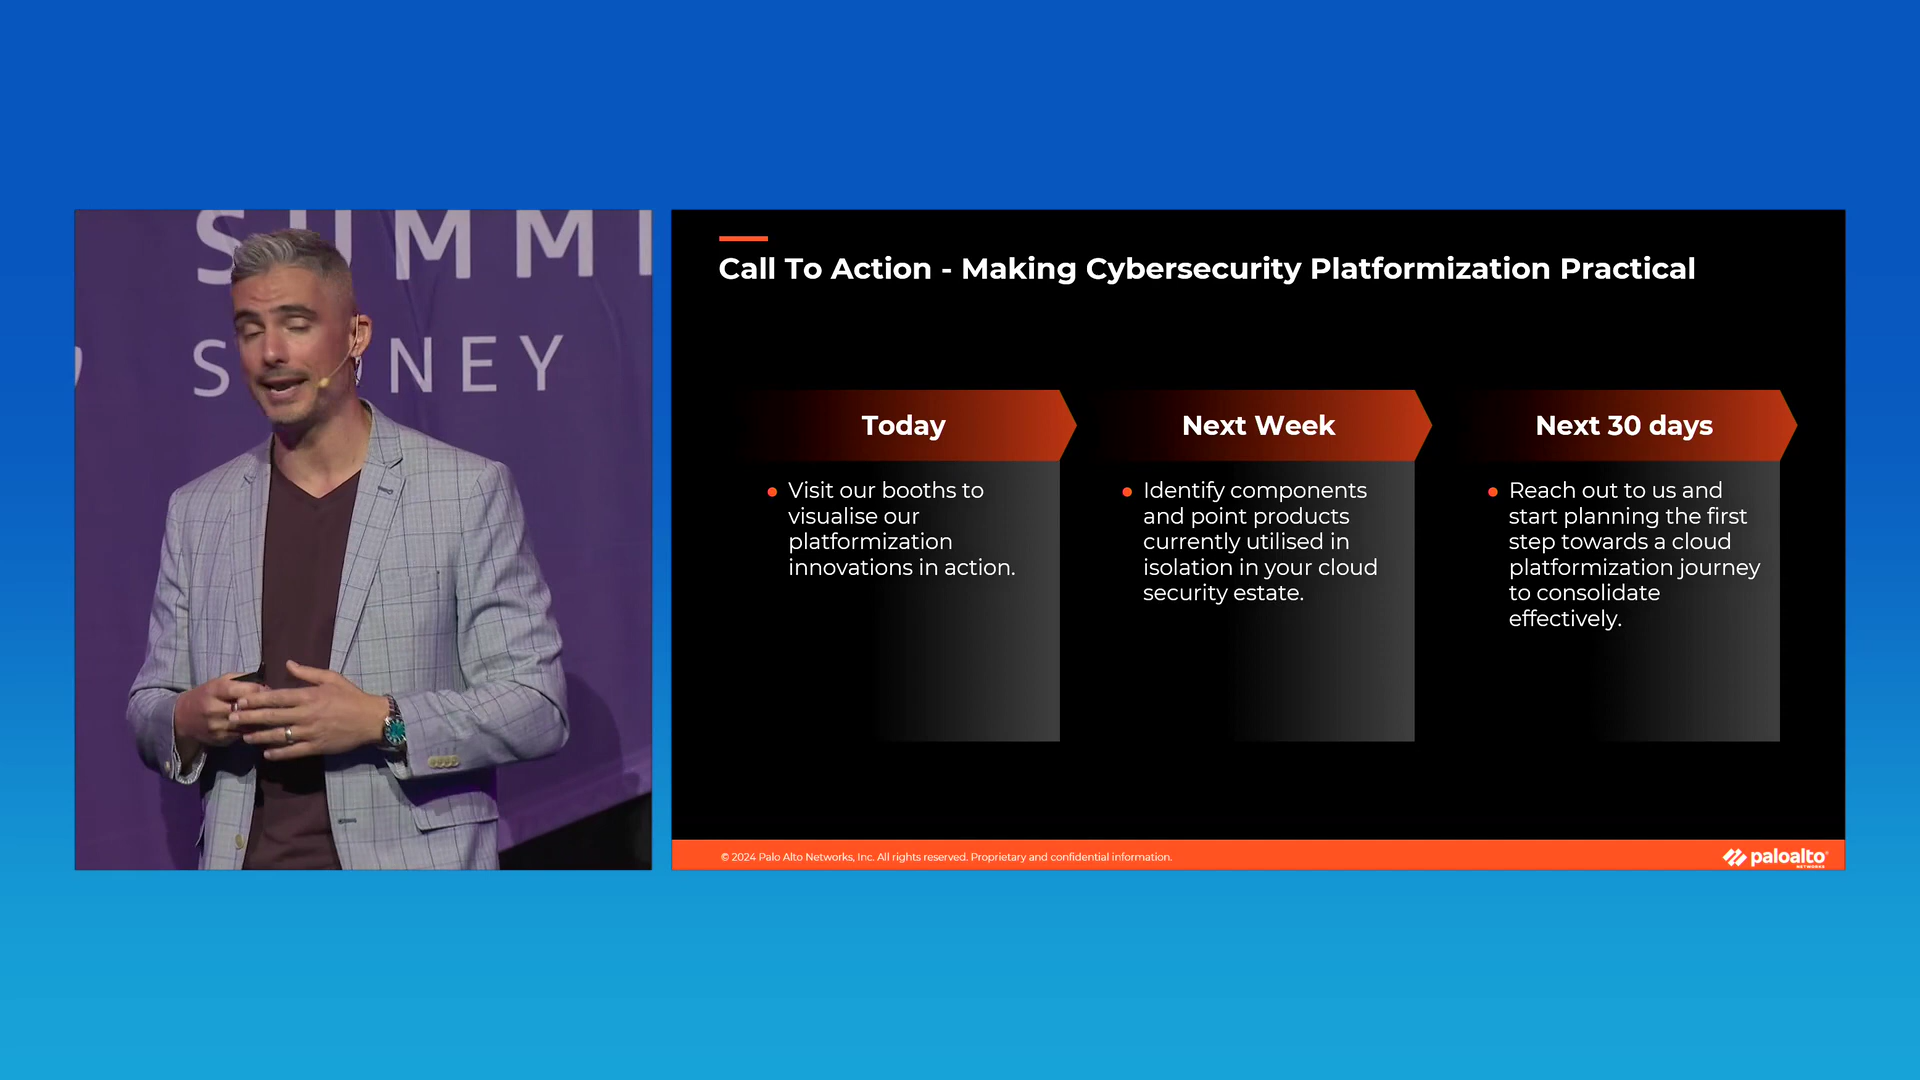 SUMMI
S NEY
Call To Action - Making Cybersecurity Platformization Practical
Today
Visit our booths to
visualise our
platformization
innovations in action.
Next Week
Identify components
and point products
currently utilised in
isolation in your cloud
security estate.
Next 30 days
Reach out to us and
start planning the first
step towards a cloud
platformization journey
to consolidate
effectively.
© 2024 Palo Alto Networks, Inc. All rights reserved. Proprietary and confidential information.
paloalto
NETWORKS